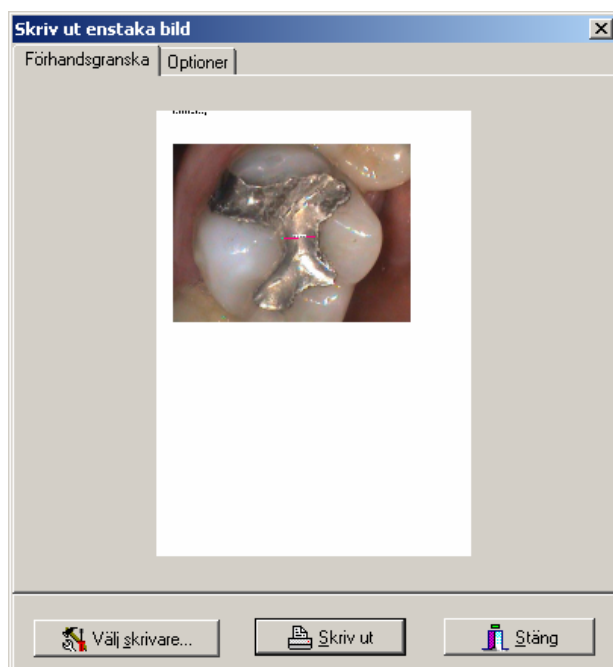 Skriv ut enstaka bild
Förhandsgranska
Optioner
Välj skrivare...
Skriv ut
Stäng